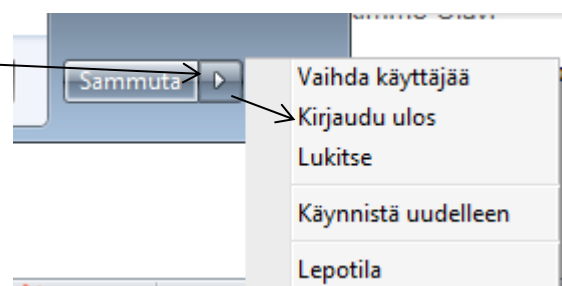 Sammuta
Vaihda käyttäjää
Kirjaudu ulos
Lukitse
Käynnistä uudelleen
Lepotila